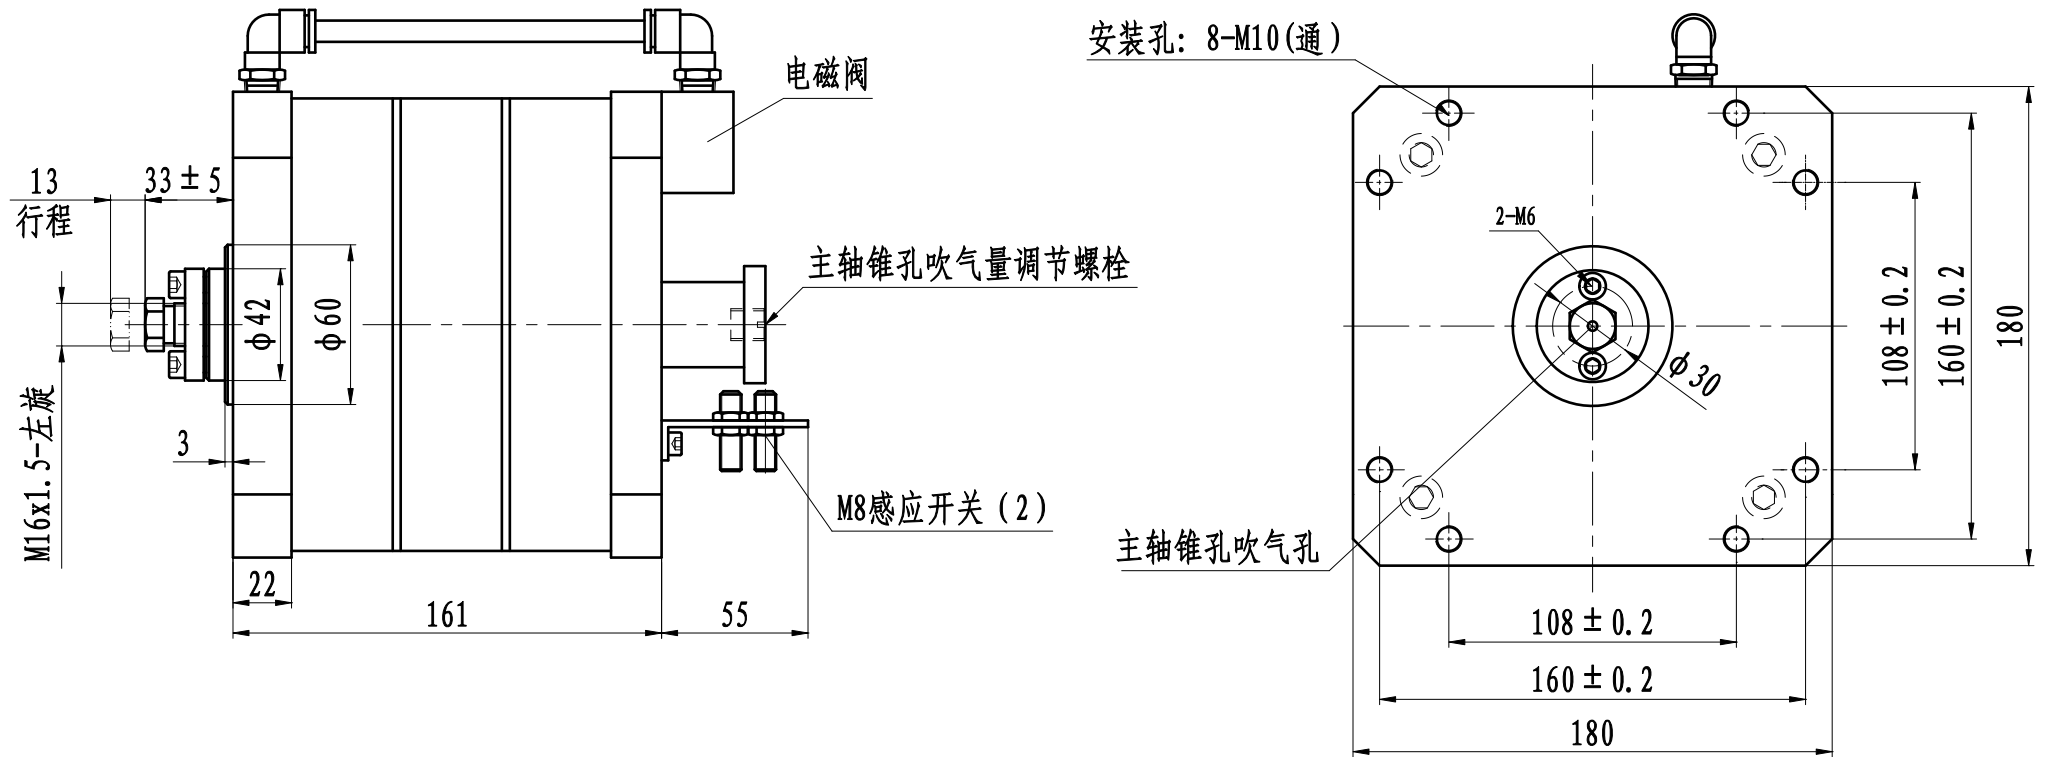 安装孔: 8-M10(通)
电磁阀
13
33±5
行程
2-M6
主轴锥孔吹气量调节螺栓
φ42
φ60
108±0.2
160±0.2
180
φ30
M16x1.5-左旋
3
M8感应开关(2)
主轴锥孔吹气孔
22
161
55
108±0.2
160±0.2
180